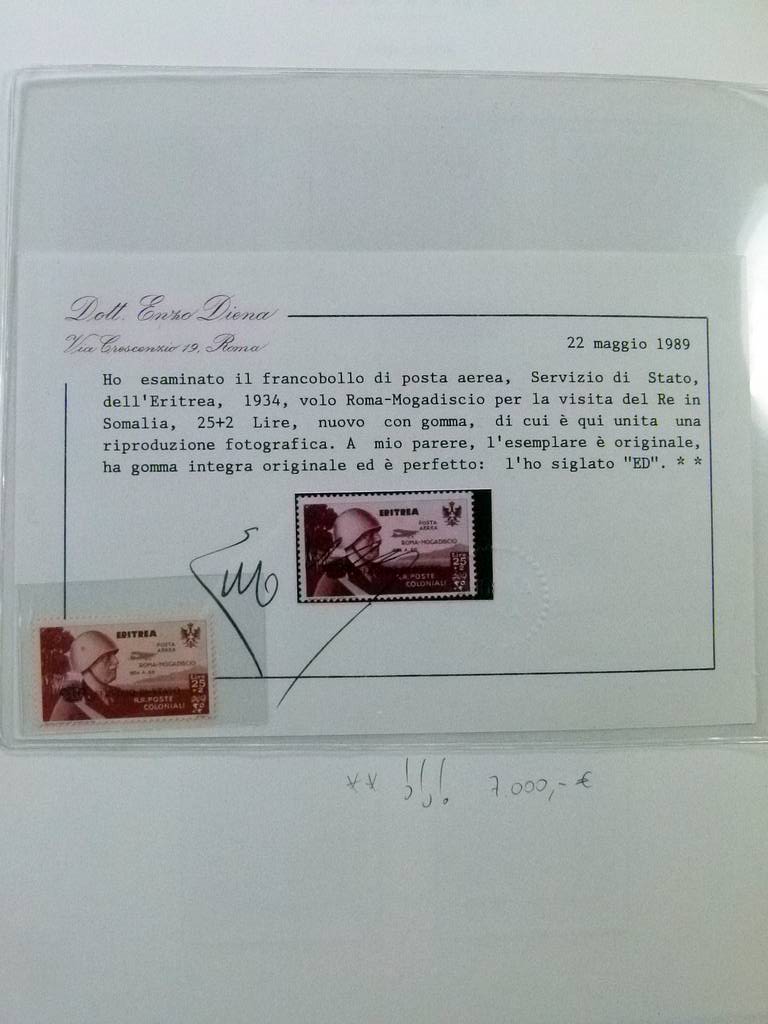 Dott. Enzo Diena
Via Crescenzio 19, Roma
22 maggio 1989
Ho esaminato il francobollo di posta aerea, Servizio di Stato,
dell'Eritrea, 1934, volo Roma-Mogadiscio per la visita del Re in
Somalia, 25+2 Lire, nuovo con gomma, di cui è qui unita una
riproduzione fotografica. A mio parere, l'esemplare è originale,
ha gomma integra originale ed è perfetto: l'ho siglato "ED". * *
ERITREA
POSTA
AEREA
ROMA-MOGADISCIO
Lire
25
+2
R.R. POSTE
COLONIALI
ERITREA
POSTA
AEREA
ROMA-MOGADISCIO
1934 A. XII
Lire
25
+2
R.R. POSTE
COLONIALI
** !!! 7.000,- €